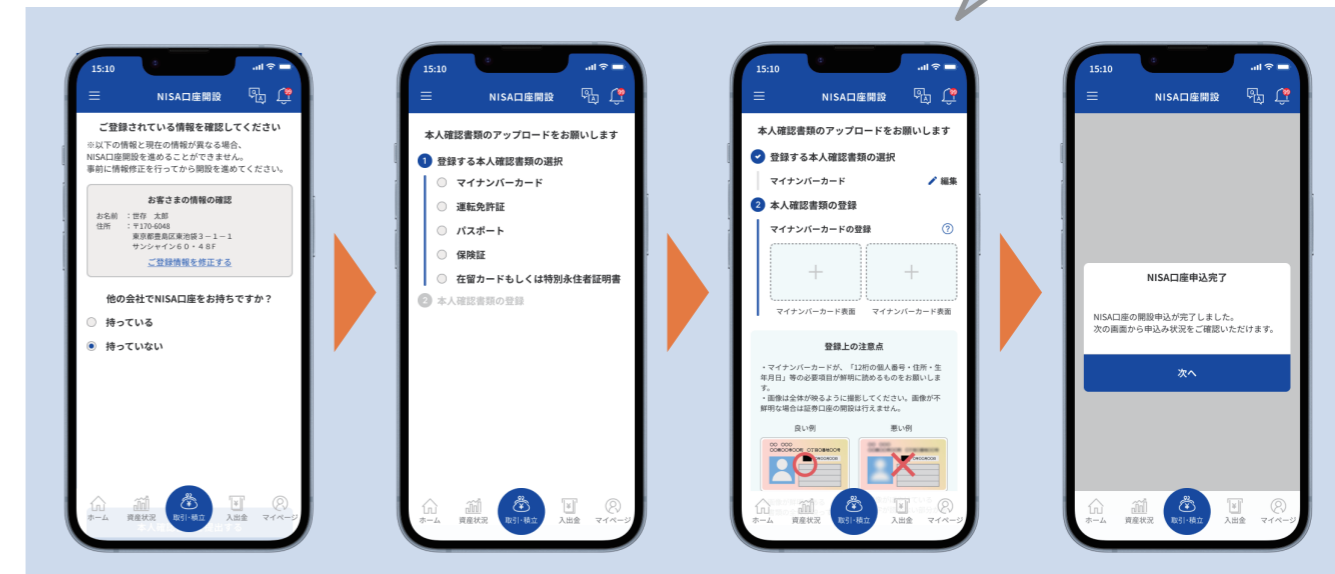 15:10
NISA口座開設
99
ご登録されている情報を確認してください
※以下の情報と現在の情報が異なる場合、
NISA口座開設を進めることができません。
事前に情報修正を行ってから開設を進めてください。
お客さまの情報の確認
お名前 ：世存 太郎
住所 ：〒170-6048
東京都豊島区東池袋３－１－１
サンシャイン６０・４８F
ご登録情報を修正する
他の会社でNISA口座をお持ちですか？
持っている
持っていない
ホーム 資産状況 取引・積立 入出金 マイページ
15:10
NISA口座開設
99
本人確認書類のアップロードをお願いします
1 登録する本人確認書類の選択
マイナンバーカード
運転免許証
パスポート
保険証
在留カードもしくは特別永住者証明書
2 本人確認書類の登録
ホーム 資産状況 取引・積立 入出金 マイページ
15:10
NISA口座開設
99
本人確認書類のアップロードをお願いします
登録する本人確認書類の選択
マイナンバーカード 編集
2 本人確認書類の登録
マイナンバーカードの登録 ?
マイナンバーカード表面 マイナンバーカード表面
登録上の注意点
・マイナンバーカードが、「12桁の個人番号・住所・生
年月日」等の必要項目が鮮明に読めるものをお願いしま
す。
・画像は全体が映るように撮影してください。画像が不
鮮明な場合は証券口座の開設は行えません。
良い例 悪い例
ホーム 資産状況 取引・積立 入出金 マイページ
15:10
NISA口座開設
99
NISA口座申込完了
NISA口座の開設申込が完了しました。
次の画面から申込み状況をご確認いただけます。
次へ
ホーム 資産状況 取引・積立 入出金 マイページ